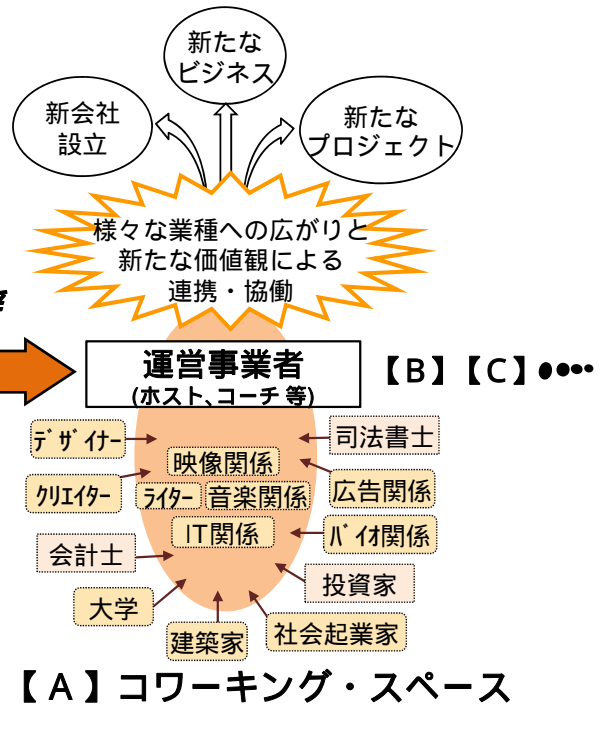 新たな
ビジネス
新会社
設立
新たな
プロジェクト
様々な業種への広がりと
新たな価値観による
連携・協働
運営事業者
(ホスト、コーチ 等)
【B】【C】
デザイナー
司法書士
映像関係
クリエイター
ライター
音楽関係
広告関係
IT関係
バイオ関係
会計士
投資家
大学
建築家
社会起業家
【A】コワーキング・スペース